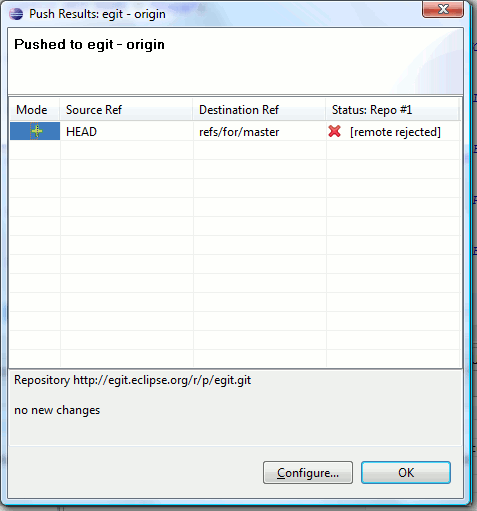 Push Results: egit - origin
Pushed to egit - origin
Mode Source Ref Destination Ref Status: Repo #1
HEAD refs/for/master [remote rejected]
Repository http://egit.eclipse.org/r/p/egit.git
no new changes
Configure... OK